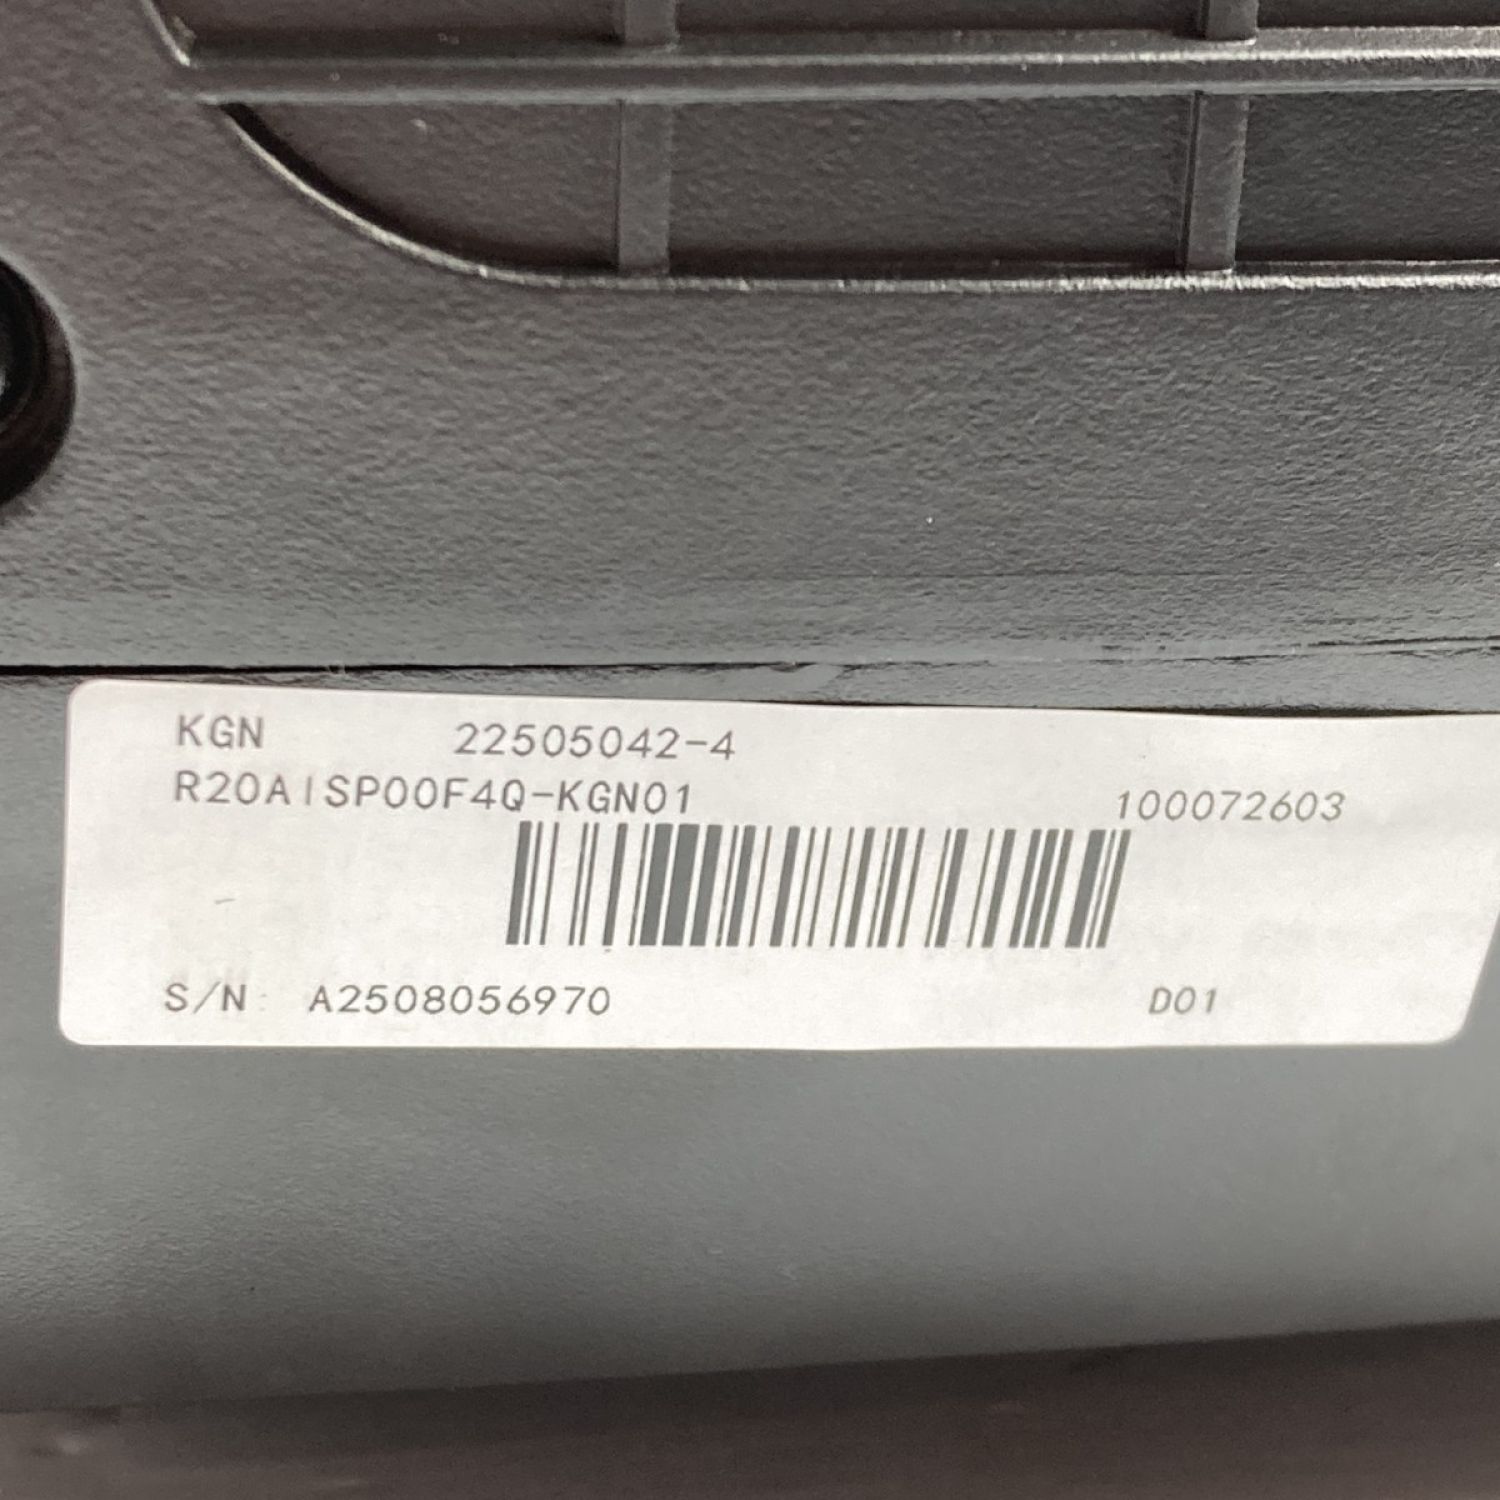 KGN 22505042-4
R20AISP00F4Q-KGN01 100072603
S/N: A2508056970 D01